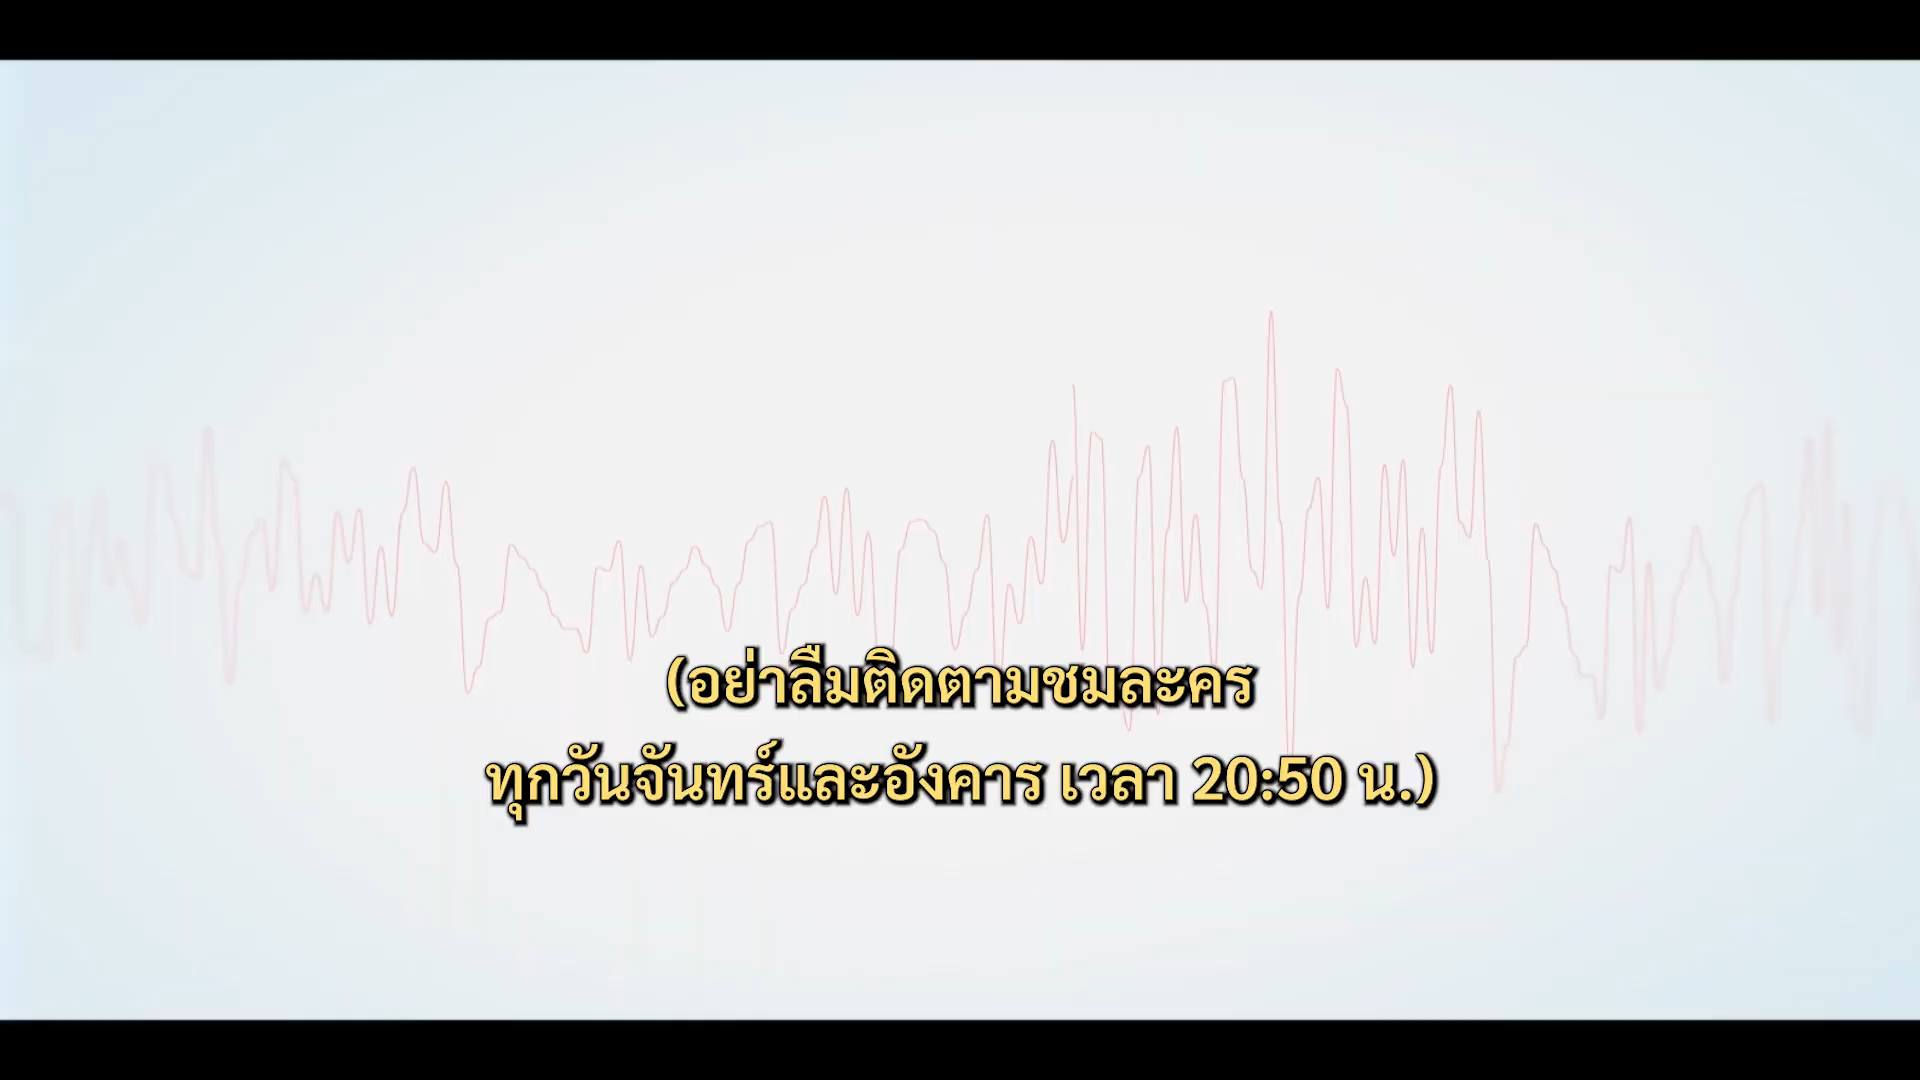 (อย่าลืมติดตามชมละคร
ทุกวันจันทร์และอังคาร เวลา 20:50 น.)